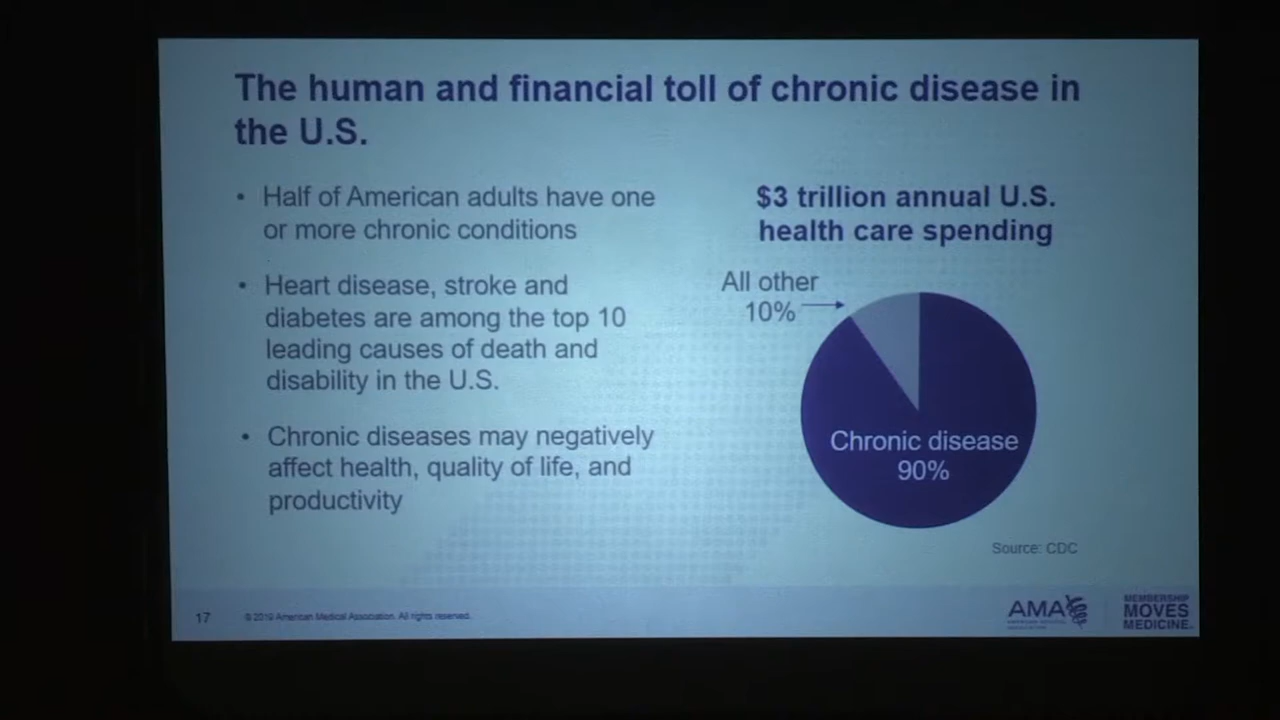 The human and financial toll of chronic disease in
the U.S.
• Half of American adults have one
or more chronic conditions
• Heart disease, stroke and
diabetes are among the top 10
leading causes of death and
disability in the U.S.
• Chronic diseases may negatively
affect health, quality of life, and
productivity
$3 trillion annual U.S.
health care spending
All other
10%
Chronic disease
90%
Source: CDC
17
© 2019 American Medical Association. All rights reserved.
AMA
MEMBERSHIP
MOVES
MEDICINE